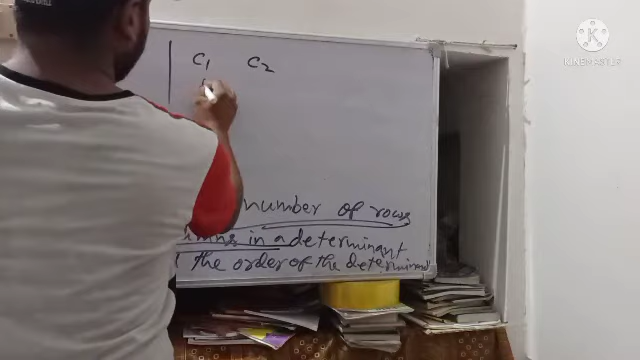 C1 C2
number of rows
in a determinant
the order of the determinant
KINEMASTER